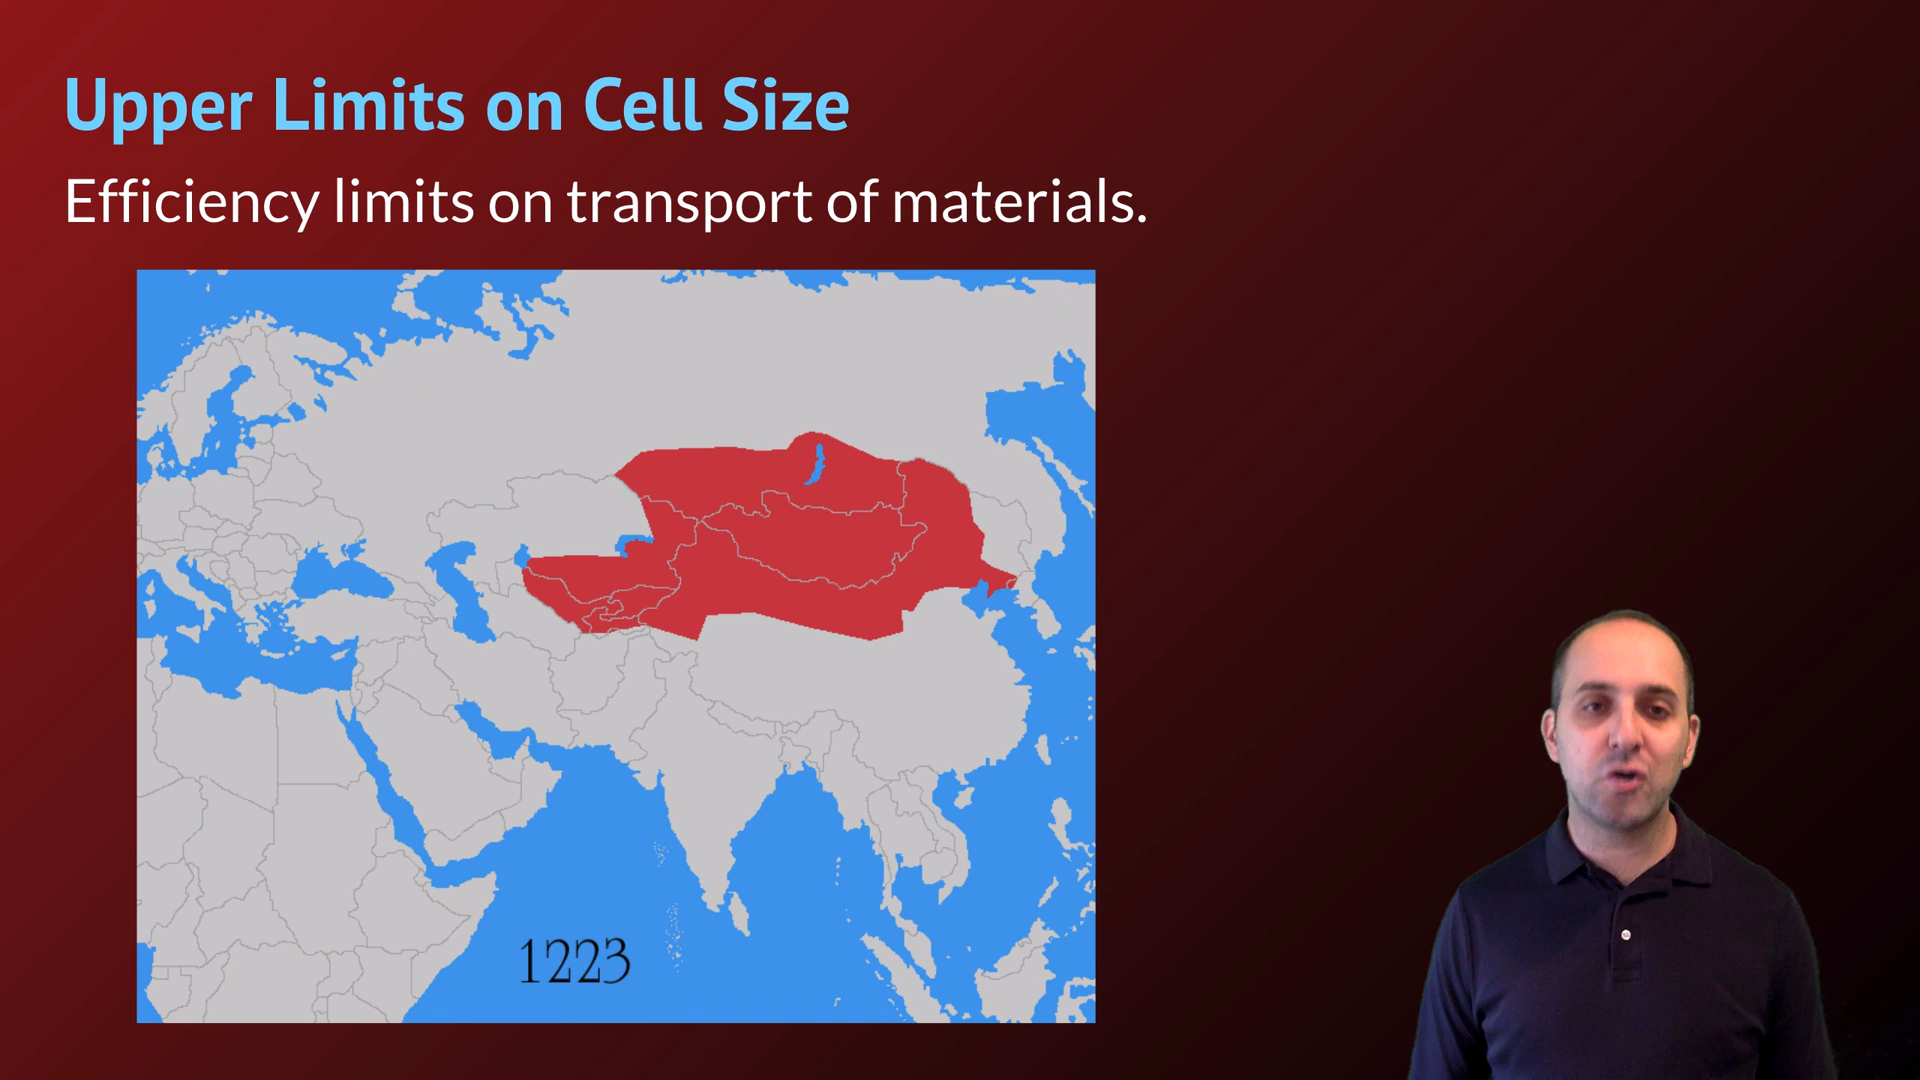 Upper Limits on Cell Size
Efficiency limits on transport of materials.
1223